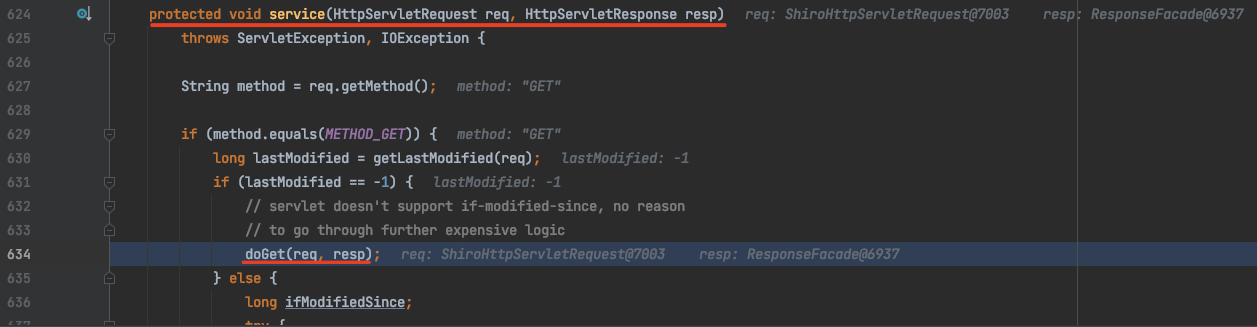 624 protected void service(HttpServletRequest req, HttpServletResponse resp) req: ShiroHttpServletRequest@7003 resp: ResponseFacade@6937
625 throws ServletException, IOException {
626
627 String method = req.getMethod(); method: "GET"
628
629 if (method.equals(METHOD_GET)) { method: "GET"
630 long lastModified = getLastModified(req); lastModified: -1
631 if (lastModified == -1) { lastModified: -1
632 // servlet doesn't support if-modified-since, no reason
633 // to go through further expensive logic
634 doGet(req, resp); req: ShiroHttpServletRequest@7003 resp: ResponseFacade@6937
635 } else {
636 long ifModifiedSince;
637 try {